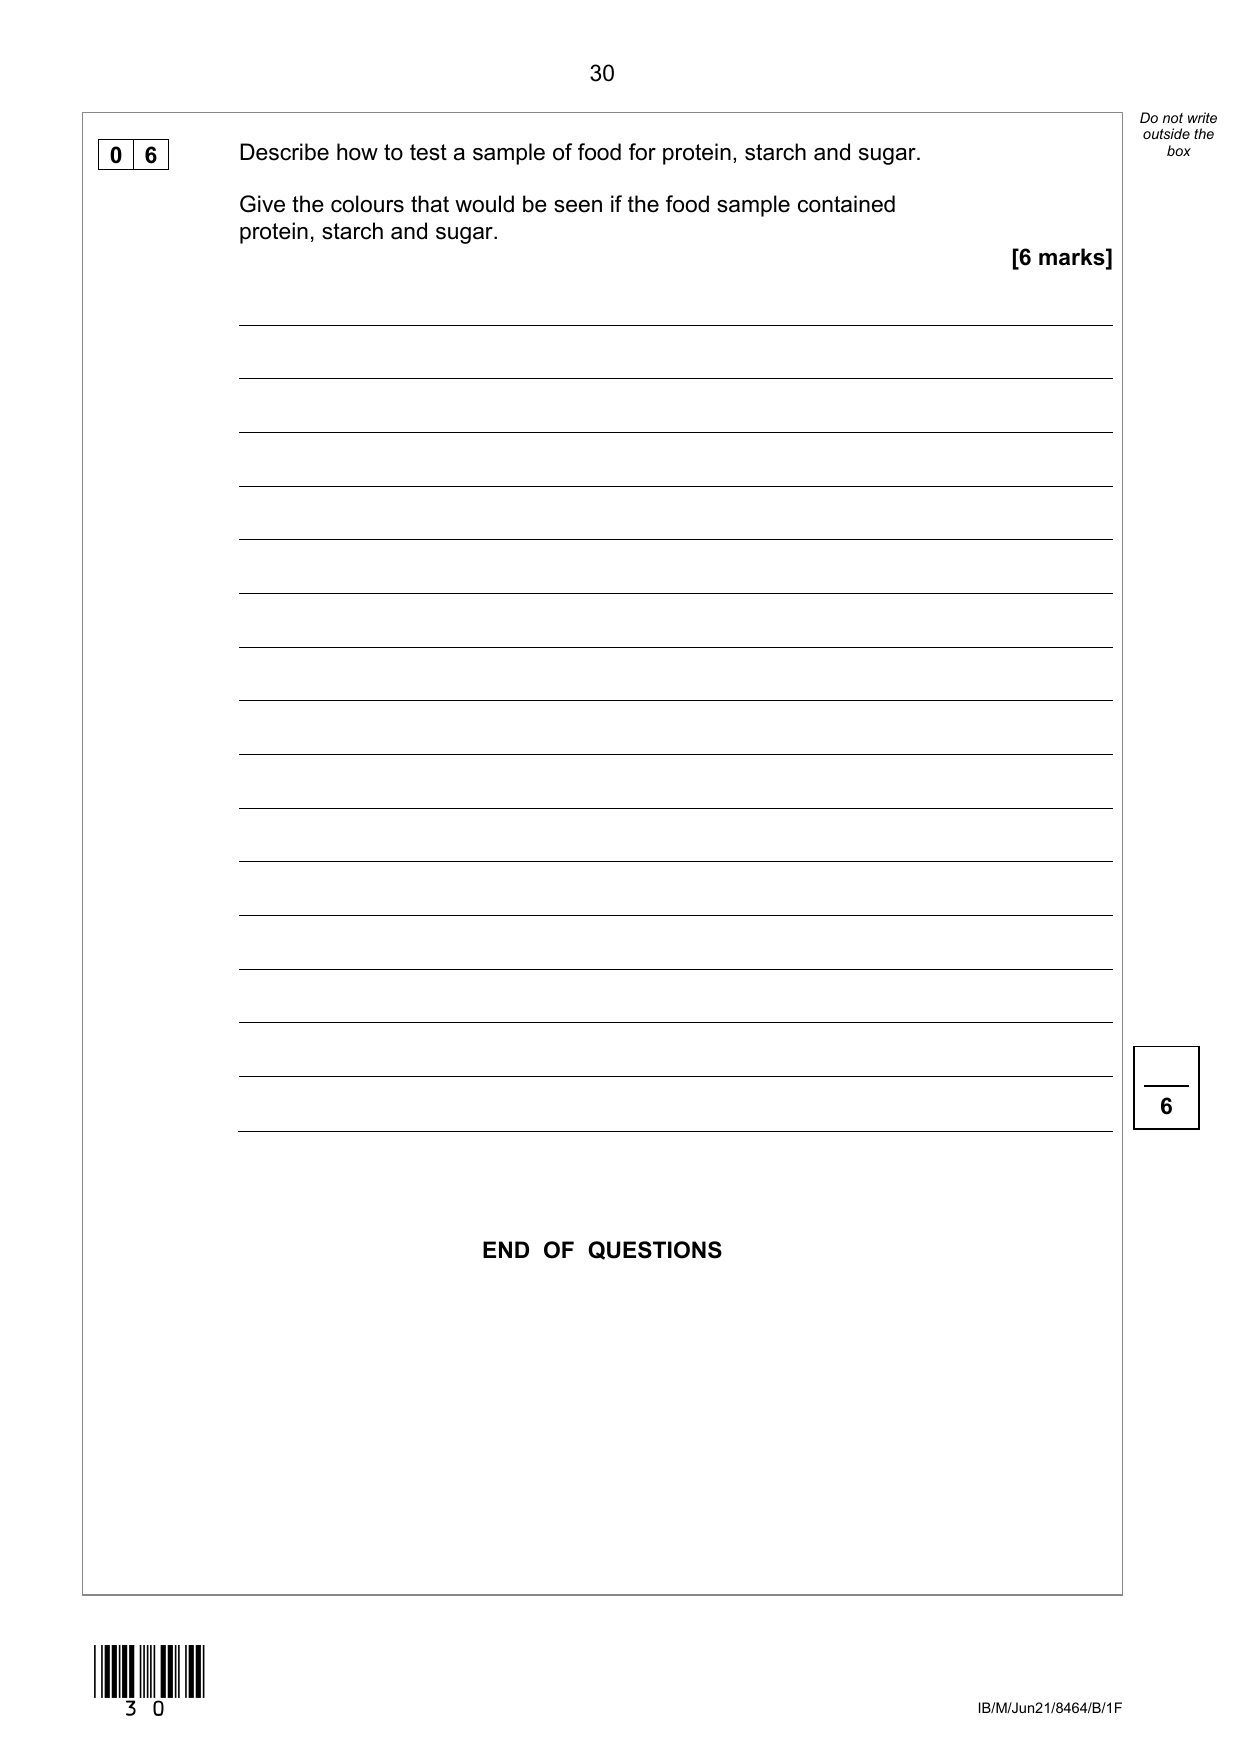 30
Do not write
outside the
box
0 6
Describe how to test a sample of food for protein, starch and sugar.
Give the colours that would be seen if the food sample contained
protein, starch and sugar.
[6 marks]
6
END OF QUESTIONS
3 0
IB/M/Jun21/8464/B/1F